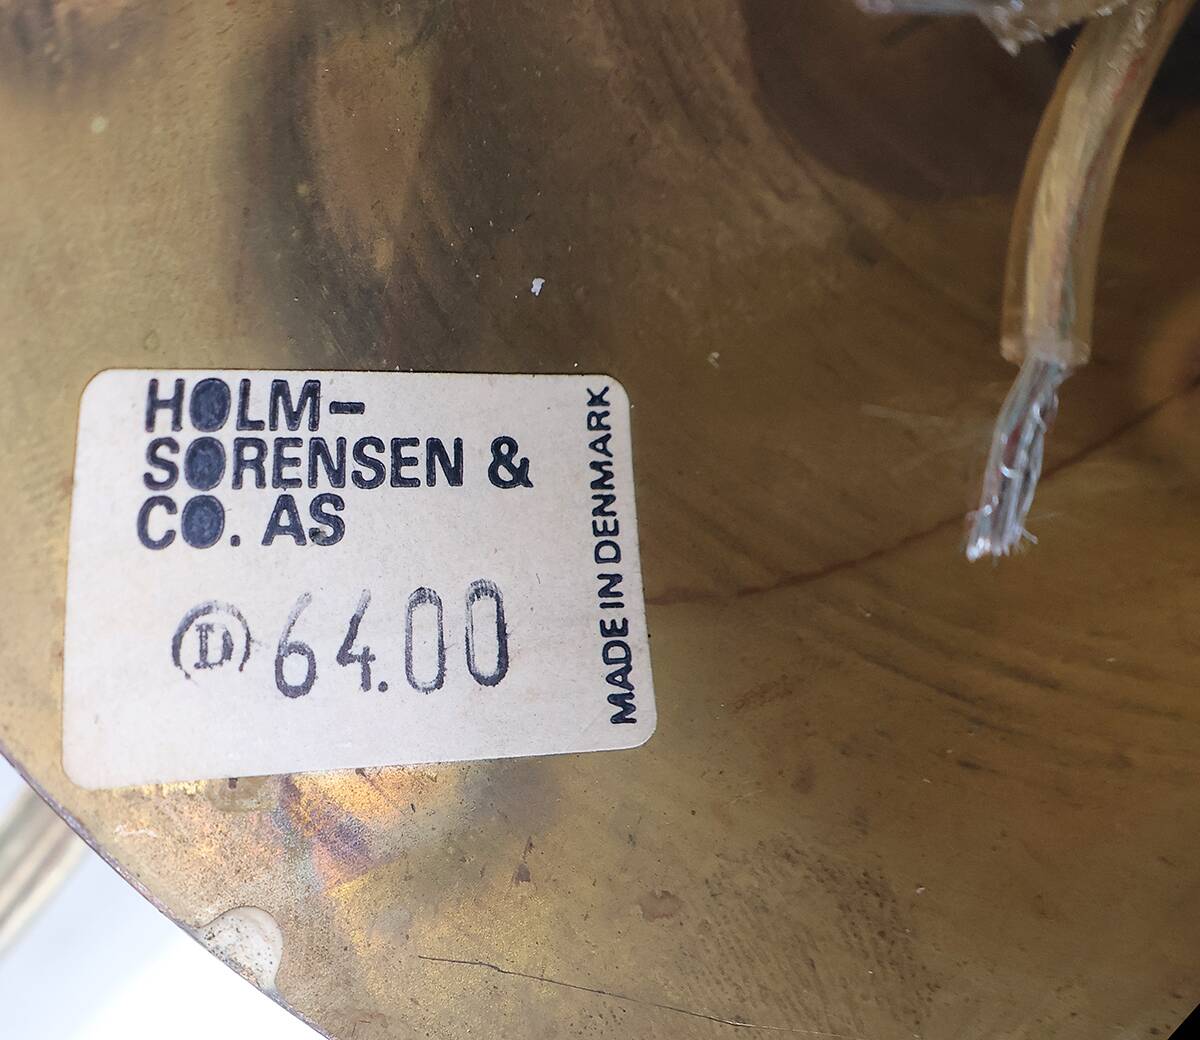 HOLM-
SORENSEN &
CO. AS
D 64.00
MADE IN DENMARK